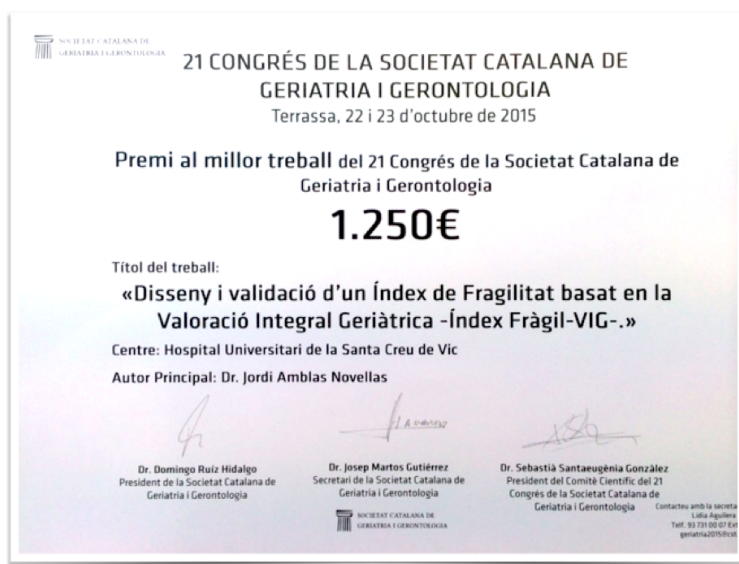 SOCIETAT CATALANA DE
GERIATRIA I GERONTOLOGIA
21 CONGRÉS DE LA SOCIETAT CATALANA DE
GERIATRIA I GERONTOLOGIA
Terrassa, 22 i 23 d'octubre de 2015
Premi al millor treball del 21 Congrés de la Societat Catalana de
Geriatria i Gerontologia
1.250€
Títol del treball:
«Disseny i validació d'un Índex de Fragilitat basat en la
Valoració Integral Geriàtrica -Índex Fràgil-VIG-.»
Centre: Hospital Universitari de la Santa Creu de Vic
Autor Principal: Dr. Jordi Amblas Novellas
Dr. Domingo Ruíz Hidalgo
President de la Societat Catalana de
Geriatria i Gerontologia
Dr. Josep Martos Gutiérrez
Secretari de la Societat Catalana de
Geriatria i Gerontologia
Dr. Sebastià Santaeugènia Gonzàlez
President del Comitè Científic del 21
Congrés de la Societat Catalana de
Geriatria i Gerontologia
SOCIETAT CATALANA DE
GERIATRIA I GERONTOLOGIA
Contacteu amb la secreta
Lidia Aguilera
Telf. 93 731 00 07 Ext